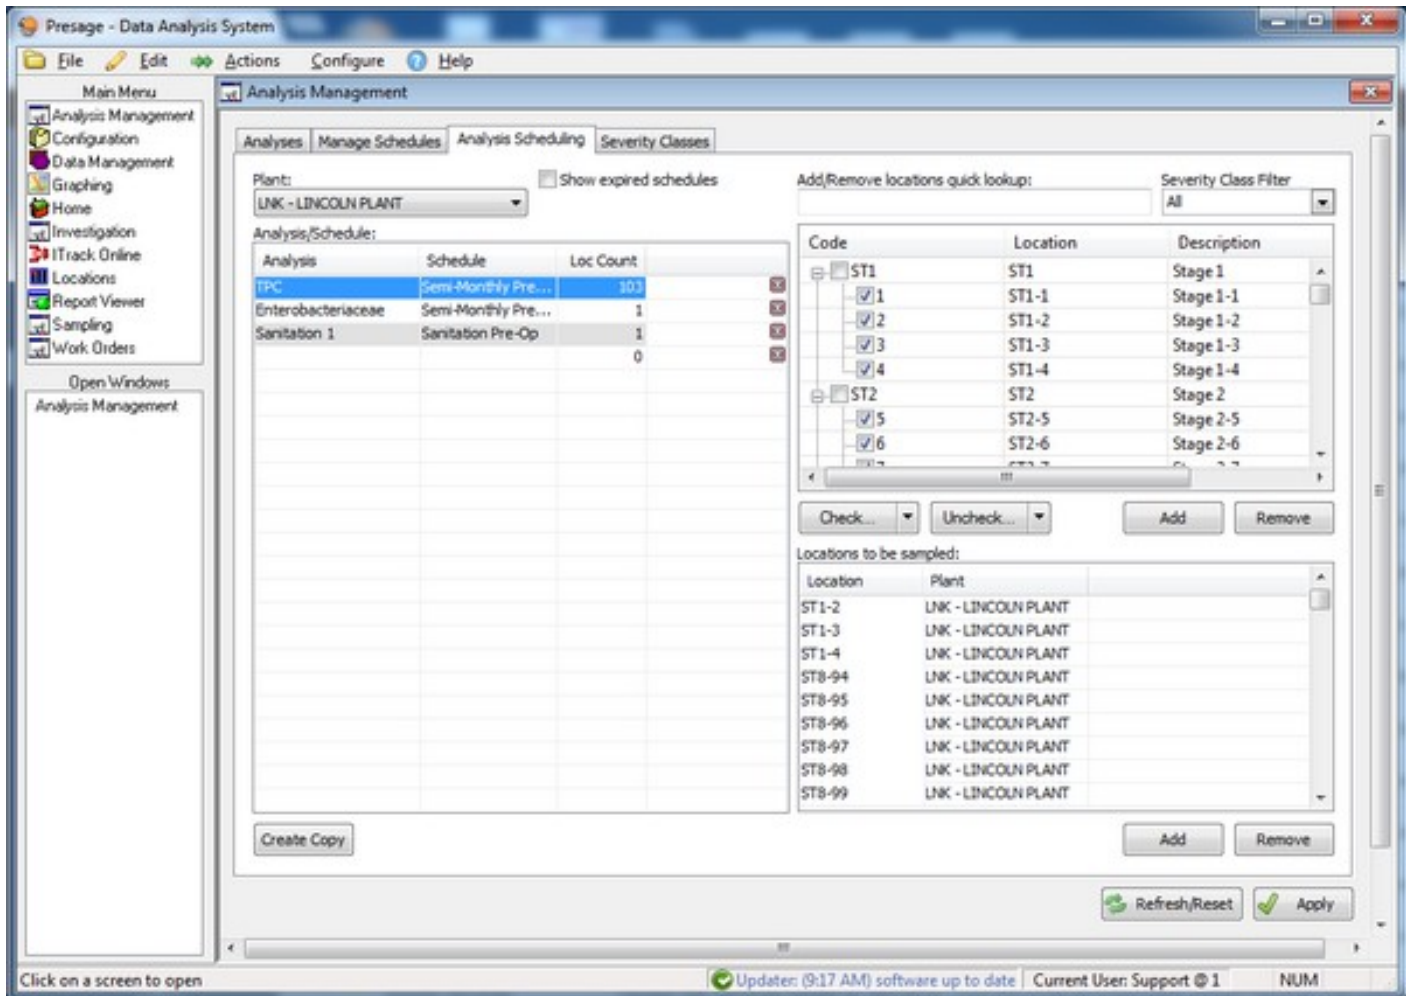 Presage - Data Analysis System
File Edit Actions Configure Help
Main Menu
Analysis Management
Configuration
Data Management
Graphing
Home
Investigation
ITrack Online
Locations
Report Viewer
Sampling
Work Orders
Open Windows
Analysis Management
Analysis Management
Analyses Manage Schedules Analysis Scheduling Severity Classes
Plant: Show expired schedules
LNK - LINCOLN PLANT
Analysis/Schedule:
Analysis Schedule Loc Count
TPC Semi-Monthly Pre... 103
Enterobacteriaceae Semi-Monthly Pre... 1
Sanitation 1 Sanitation Pre-Op 1
0
Create Copy
Add/Remove locations quick lookup: Severity Class Filter
All
Code Location Description
ST1 ST1 Stage 1
1 ST1-1 Stage 1-1
2 ST1-2 Stage 1-2
3 ST1-3 Stage 1-3
4 ST1-4 Stage 1-4
ST2 ST2 Stage 2
5 ST2-5 Stage 2-5
6 ST2-6 Stage 2-6
Check... Uncheck... Add Remove
Locations to be sampled:
Location Plant
ST1-2 LNK - LINCOLN PLANT
ST1-3 LNK - LINCOLN PLANT
ST1-4 LNK - LINCOLN PLANT
ST8-94 LNK - LINCOLN PLANT
ST8-95 LNK - LINCOLN PLANT
ST8-96 LNK - LINCOLN PLANT
ST8-97 LNK - LINCOLN PLANT
ST8-98 LNK - LINCOLN PLANT
ST8-99 LNK - LINCOLN PLANT
Add Remove
Refresh/Reset Apply
Click on a screen to open Updater: (9:17 AM) software up to date Current User: Support @ 1 NUM